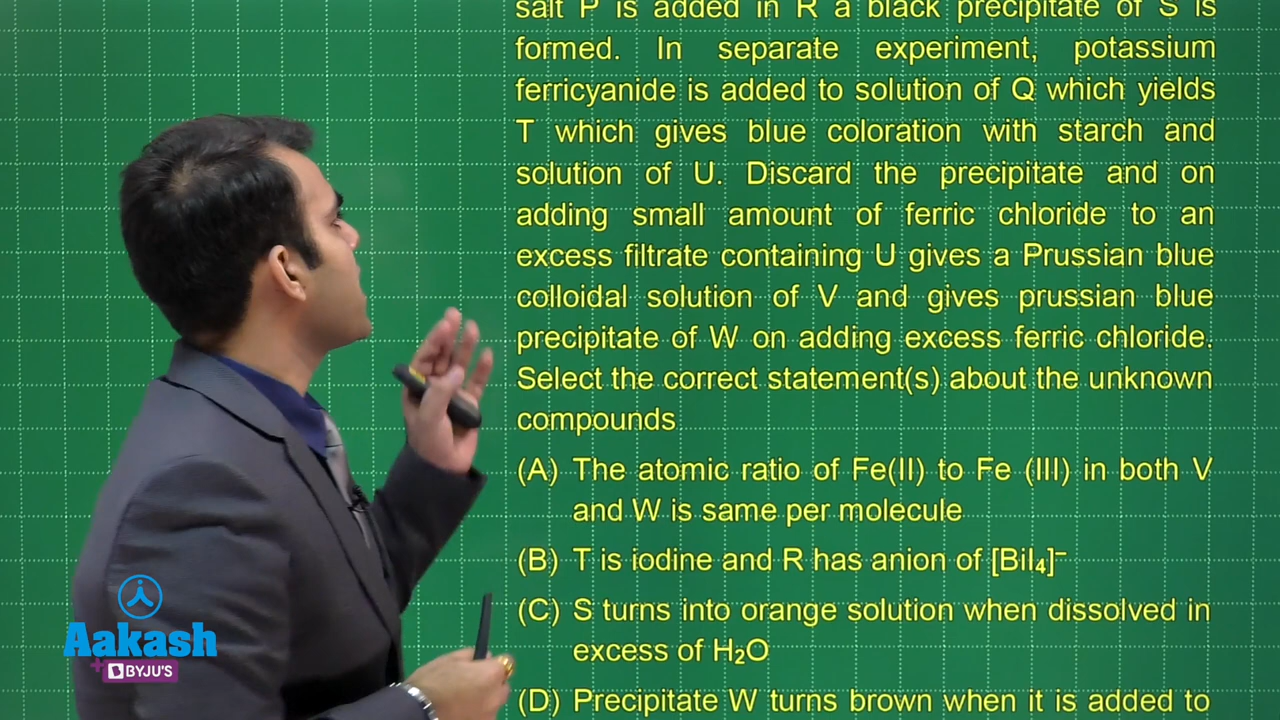 salt P is added in R a black precipitate of S is
formed. In separate experiment, potassium
ferricyanide is added to solution of Q which yields
T which gives blue coloration with starch and
solution of U. Discard the precipitate and on
adding small amount of ferric chloride to an
excess filtrate containing U gives a Prussian blue
colloidal solution of V and gives prussian blue
precipitate of W on adding excess ferric chloride.
Select the correct statement(s) about the unknown
compounds
(A) The atomic ratio of Fe(II) to Fe (III) in both V
and W is same per molecule
(B) T is iodine and R has anion of [BiI₄]⁻
(C) S turns into orange solution when dissolved in
excess of H₂O
(D) Precipitate W turns brown when it is added to
Aakash
+ BYJU'S